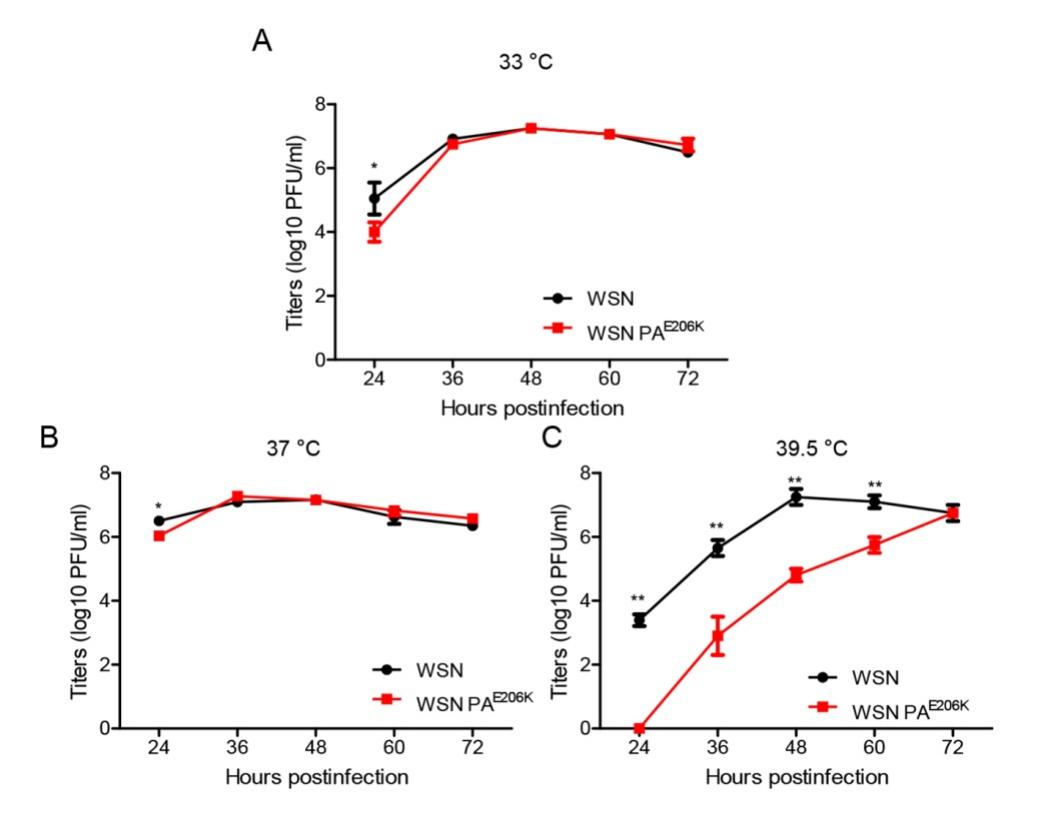 A
33 °C
Titers (log10 PFU/ml)
8
6
4
2
0
*
WSN
WSN PA^E206K
24 36 48 60 72
Hours postinfection
B
37 °C
Titers (log10 PFU/ml)
8
6
4
2
0
*
WSN
WSN PA^E206K
24 36 48 60 72
Hours postinfection
C
39.5 °C
Titers (log10 PFU/ml)
8
6
4
2
0
**
**
**
**
WSN
WSN PA^E206K
24 36 48 60 72
Hours postinfection